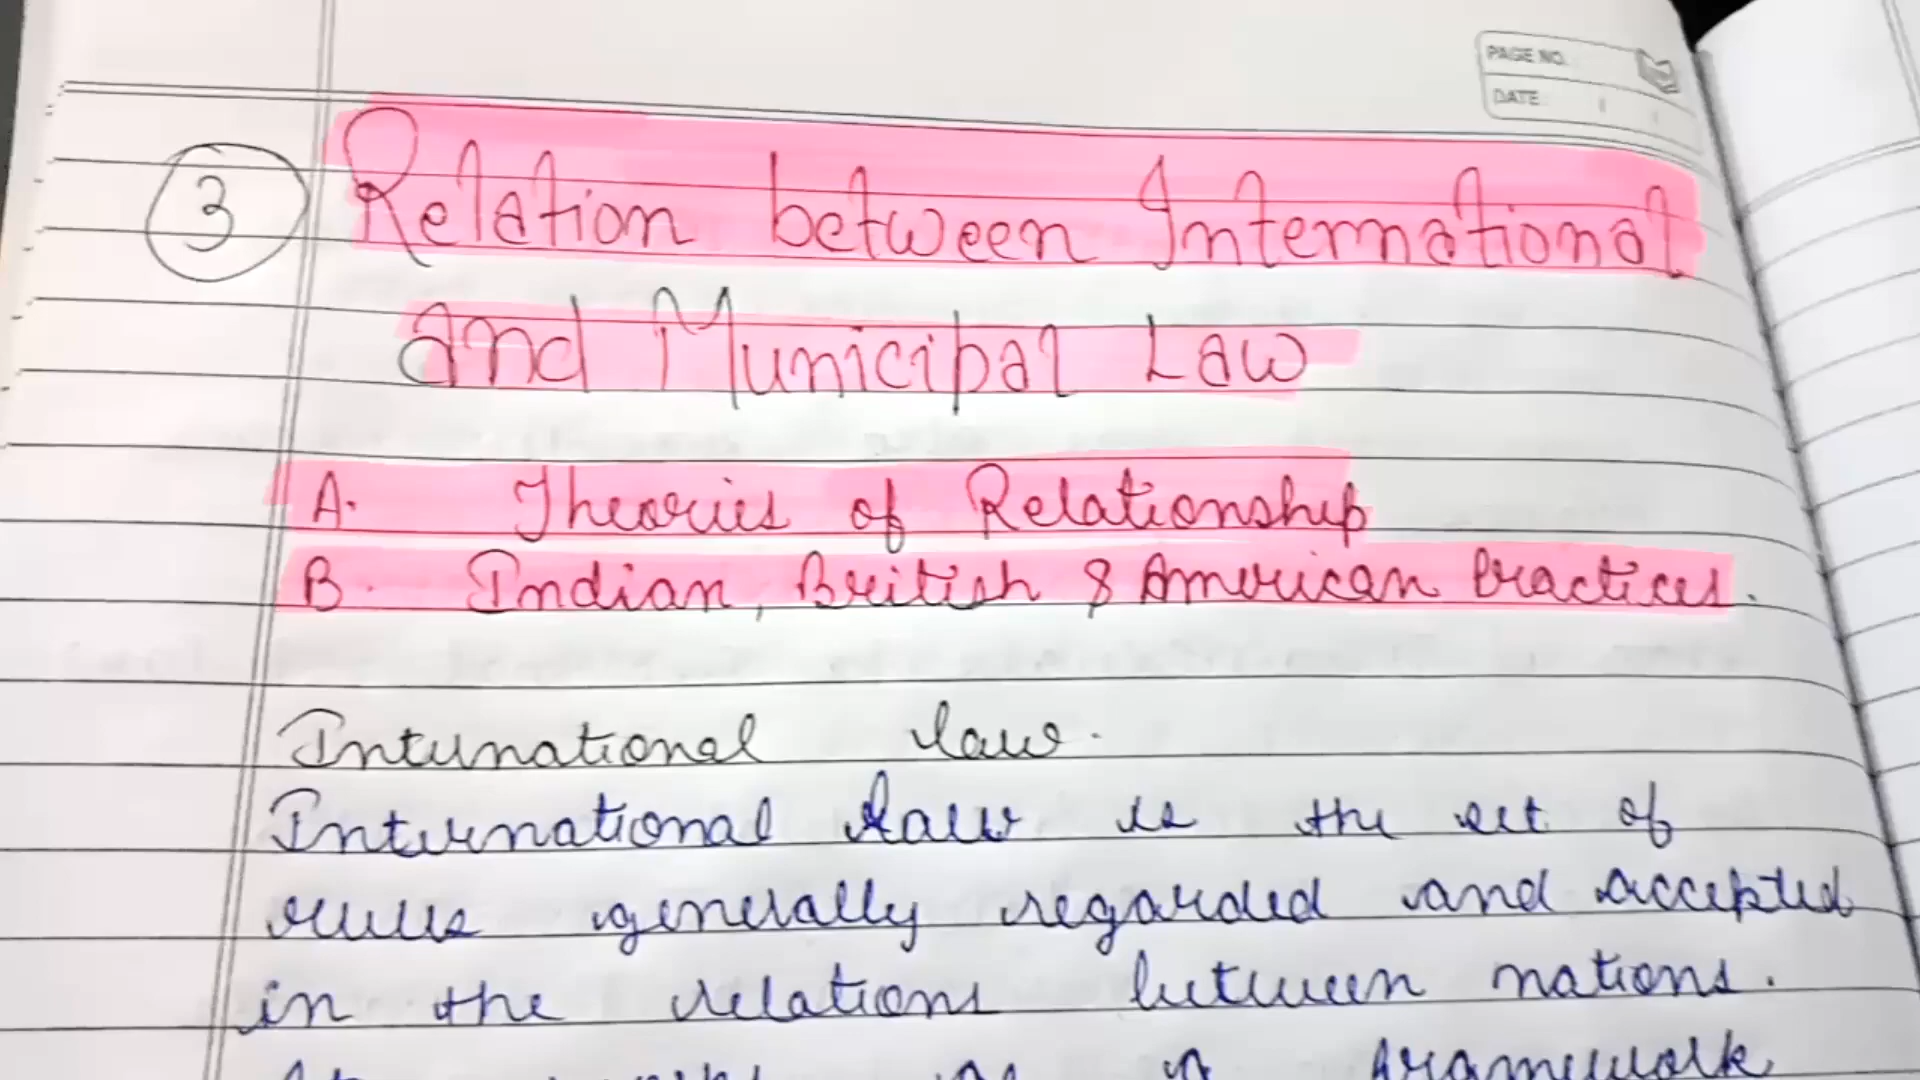 PAGE NO.
DATE
3 Relation between International
and Municipal Law
A. Theories of Relationship
B. Indian, British & American Practices.
International law.
International law is the set of
rules generally regarded and accepted
in the relations between nations.
framework